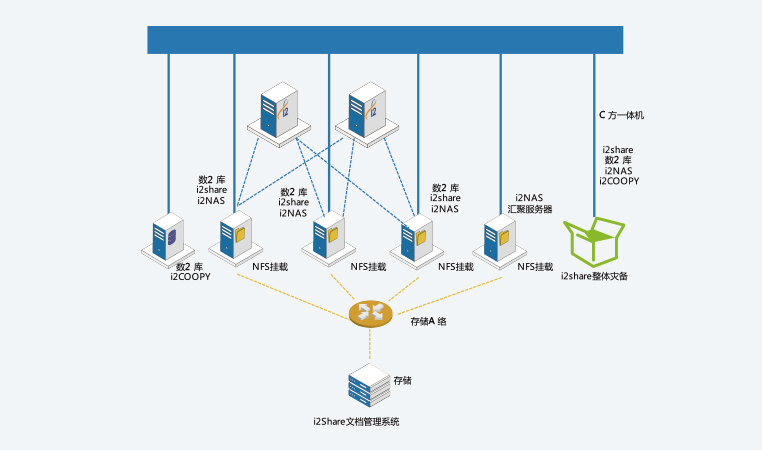 i2
i2
C 方一体机
i2share
数2 库
i2NAS
i2COOPY
数2 库
i2share
i2NAS
数2 库
i2share
i2NAS
数2 库
i2share
i2NAS
i2NAS
汇聚服务器
数2 库
i2COOPY
NFS挂载
NFS挂载
NFS挂载
NFS挂载
i2share整体灾备
存储A 络
存储
i2Share文档管理系统